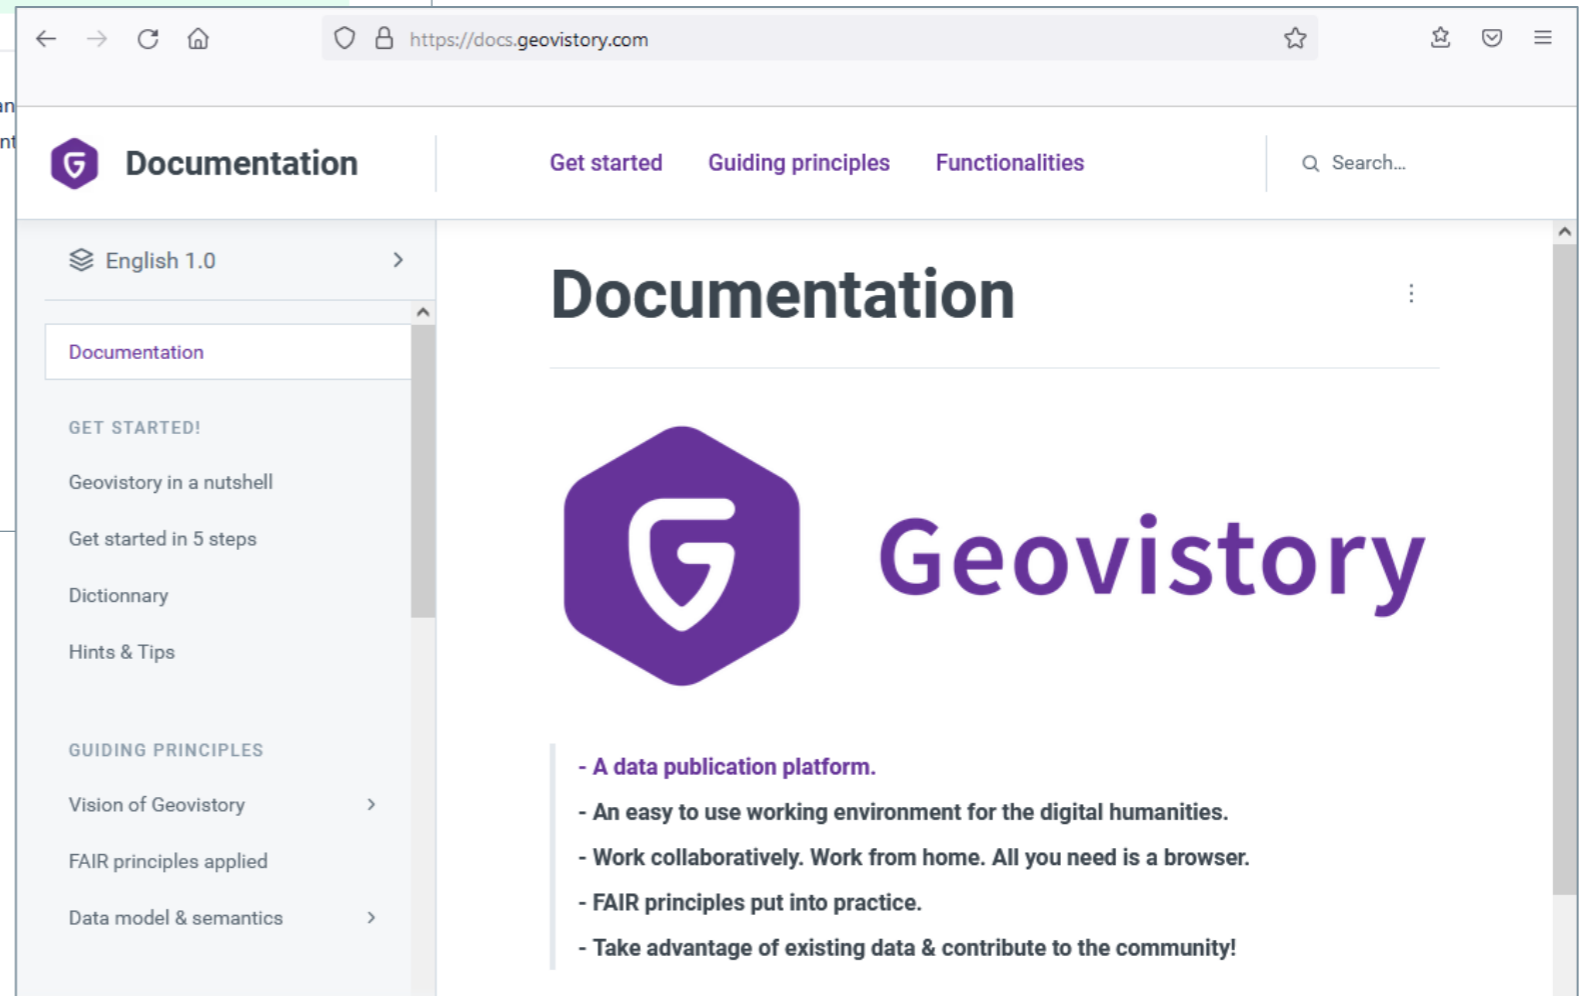 https://docs.geovistory.com
an
nt
Documentation
Get started
Guiding principles
Functionalities
Search...
English 1.0
Documentation
GET STARTED!
Geovistory in a nutshell
Get started in 5 steps
Dictionnary
Hints & Tips
GUIDING PRINCIPLES
Vision of Geovistory
FAIR principles applied
Data model & semantics
Documentation
G
Geovistory
- A data publication platform.
- An easy to use working environment for the digital humanities.
- Work collaboratively. Work from home. All you need is a browser.
- FAIR principles put into practice.
- Take advantage of existing data & contribute to the community!